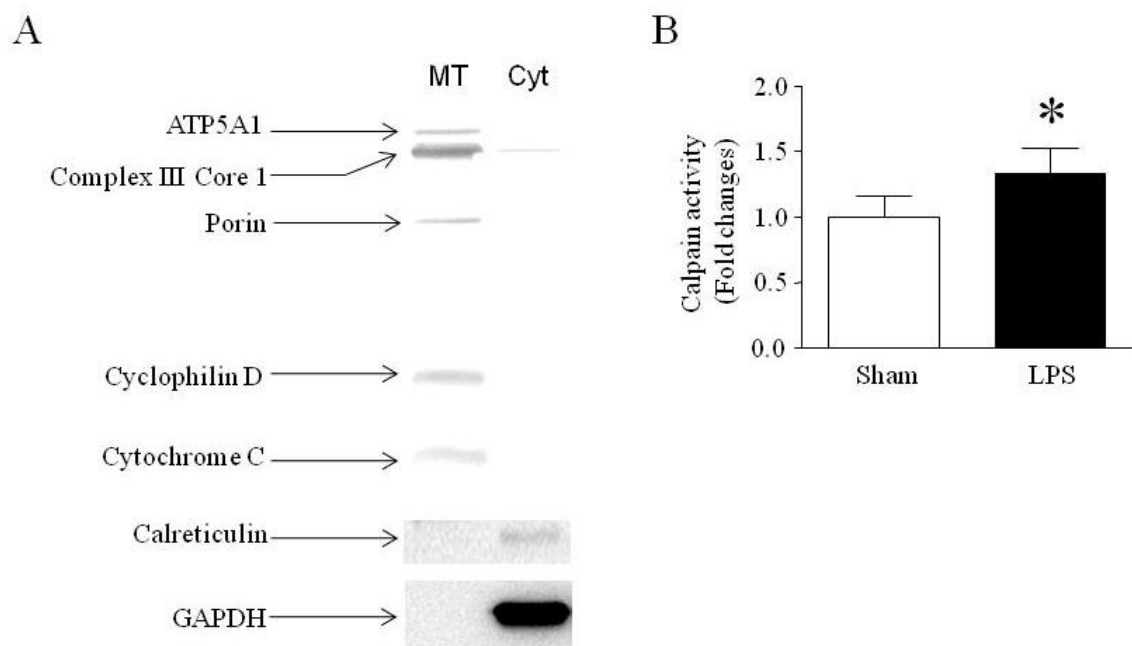 A
MT Cyt
ATP5A1
Complex III Core 1
Porin
Cyclophilin D
Cytochrome C
Calreticulin
GAPDH
B
Calpain activity
(Fold changes)
2.0
1.5
1.0
0.5
0.0
*
Sham LPS